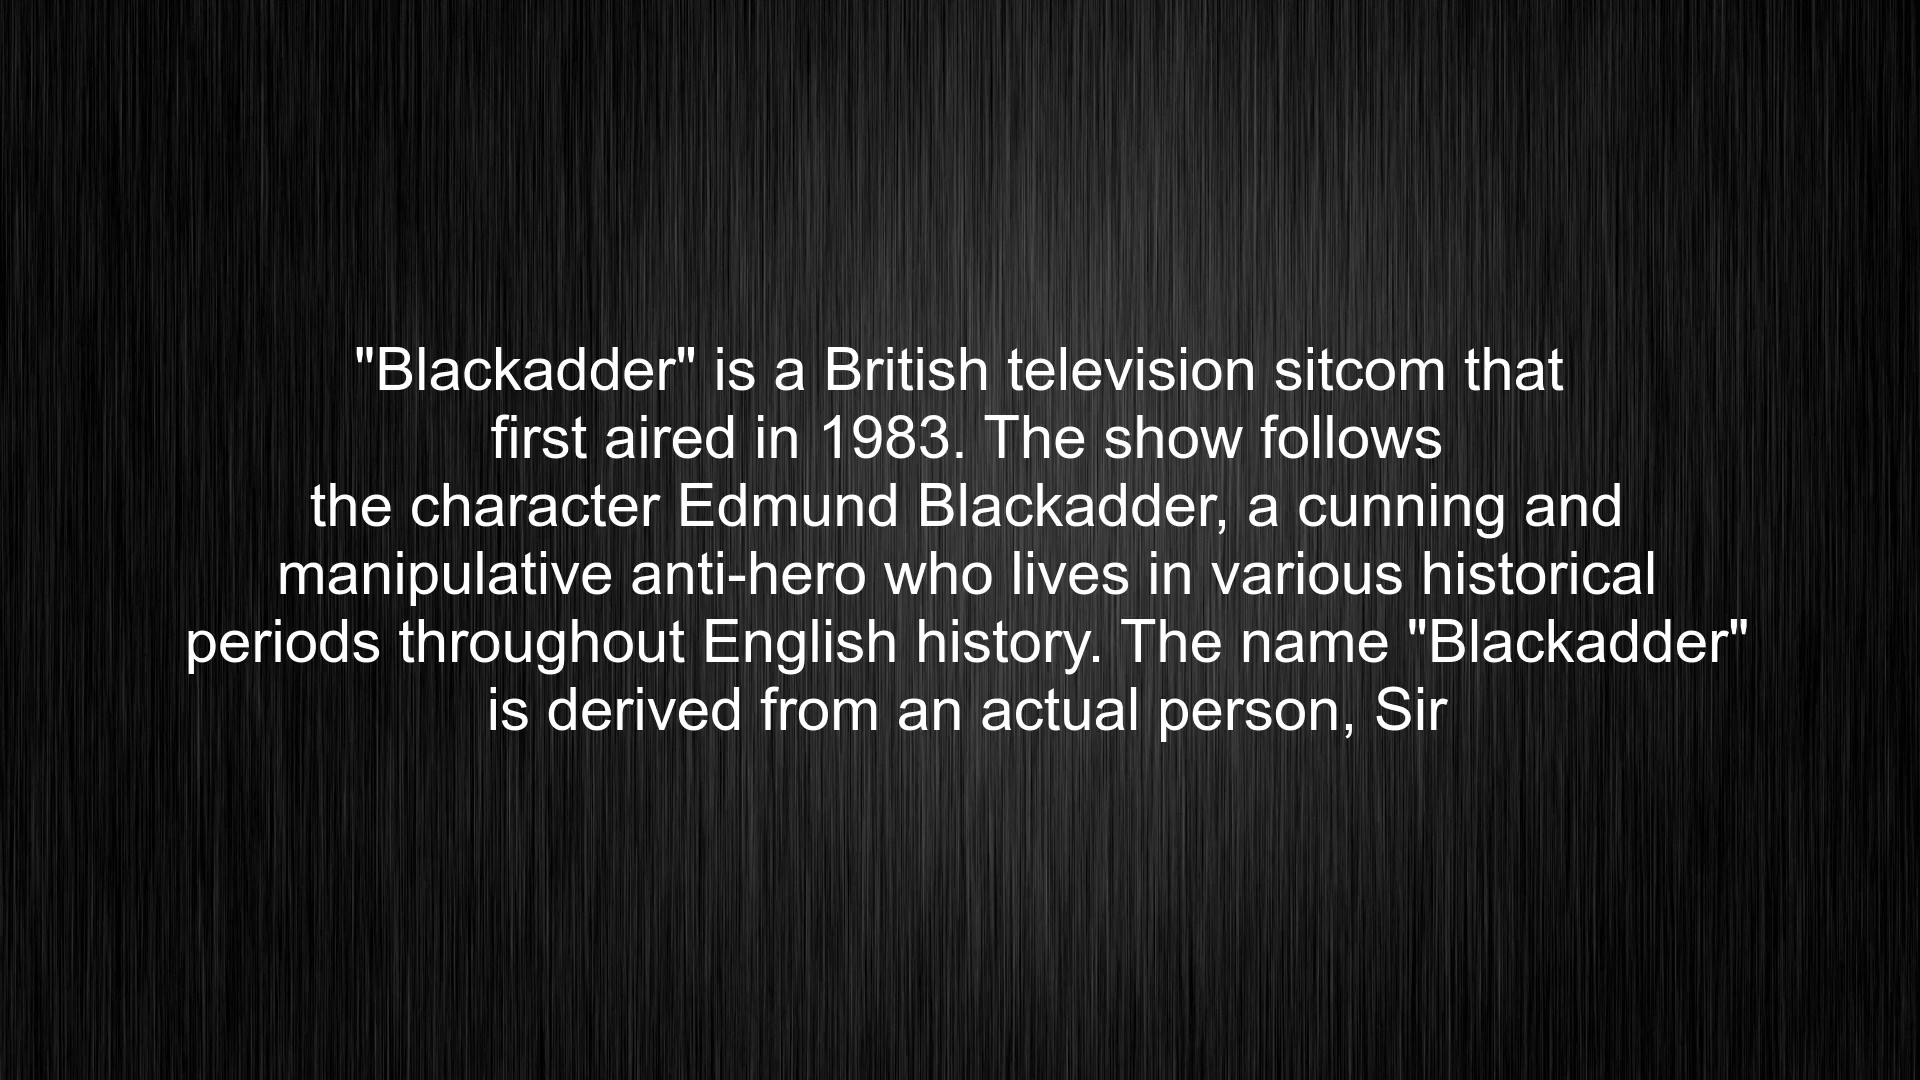 "Blackadder" is a British television sitcom that
first aired in 1983. The show follows
the character Edmund Blackadder, a cunning and
manipulative anti-hero who lives in various historical
periods throughout English history. The name "Blackadder"
is derived from an actual person, Sir